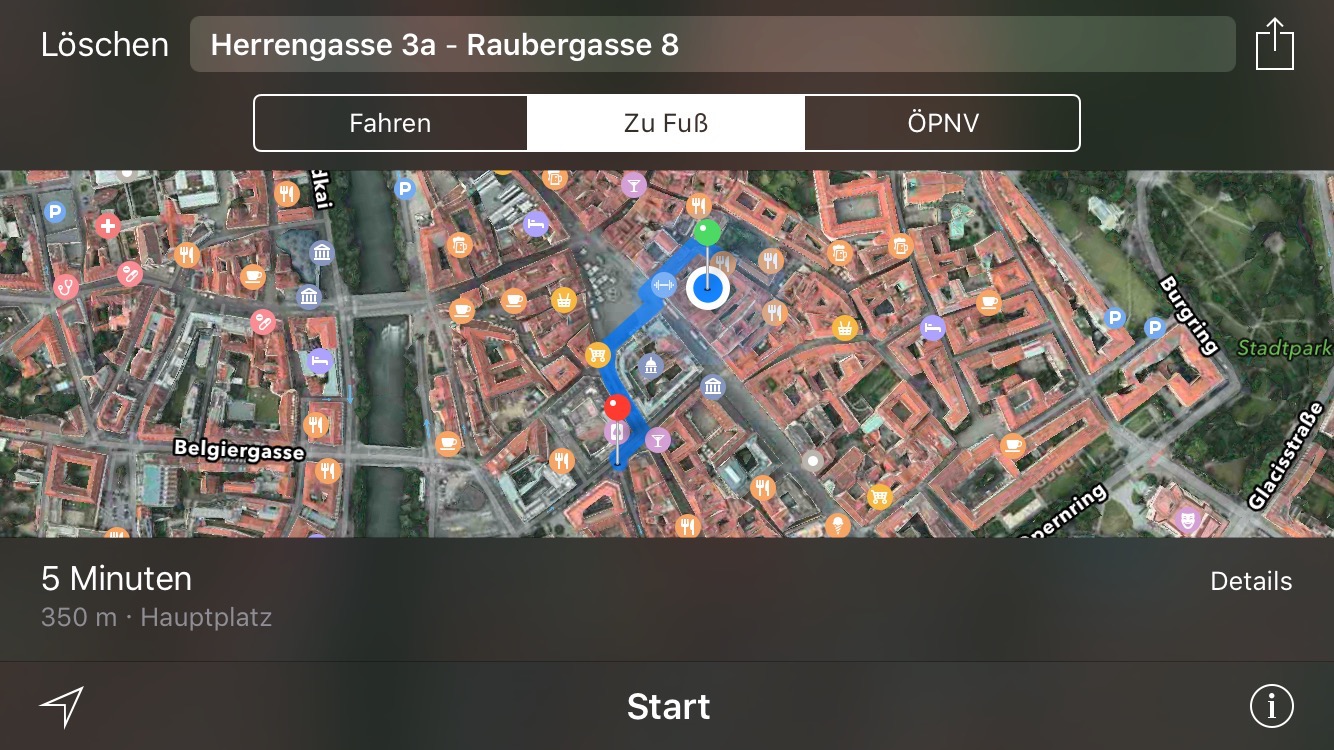 Löschen
Herrengasse 3a - Raubergasse 8
Fahren
Zu Fuß
ÖPNV
dkai
P
P
Burgring
P
P
Stadtpark
Belgiergasse
Glacisstraße
pernring
5 Minuten
350 m · Hauptplatz
Details
Start
i